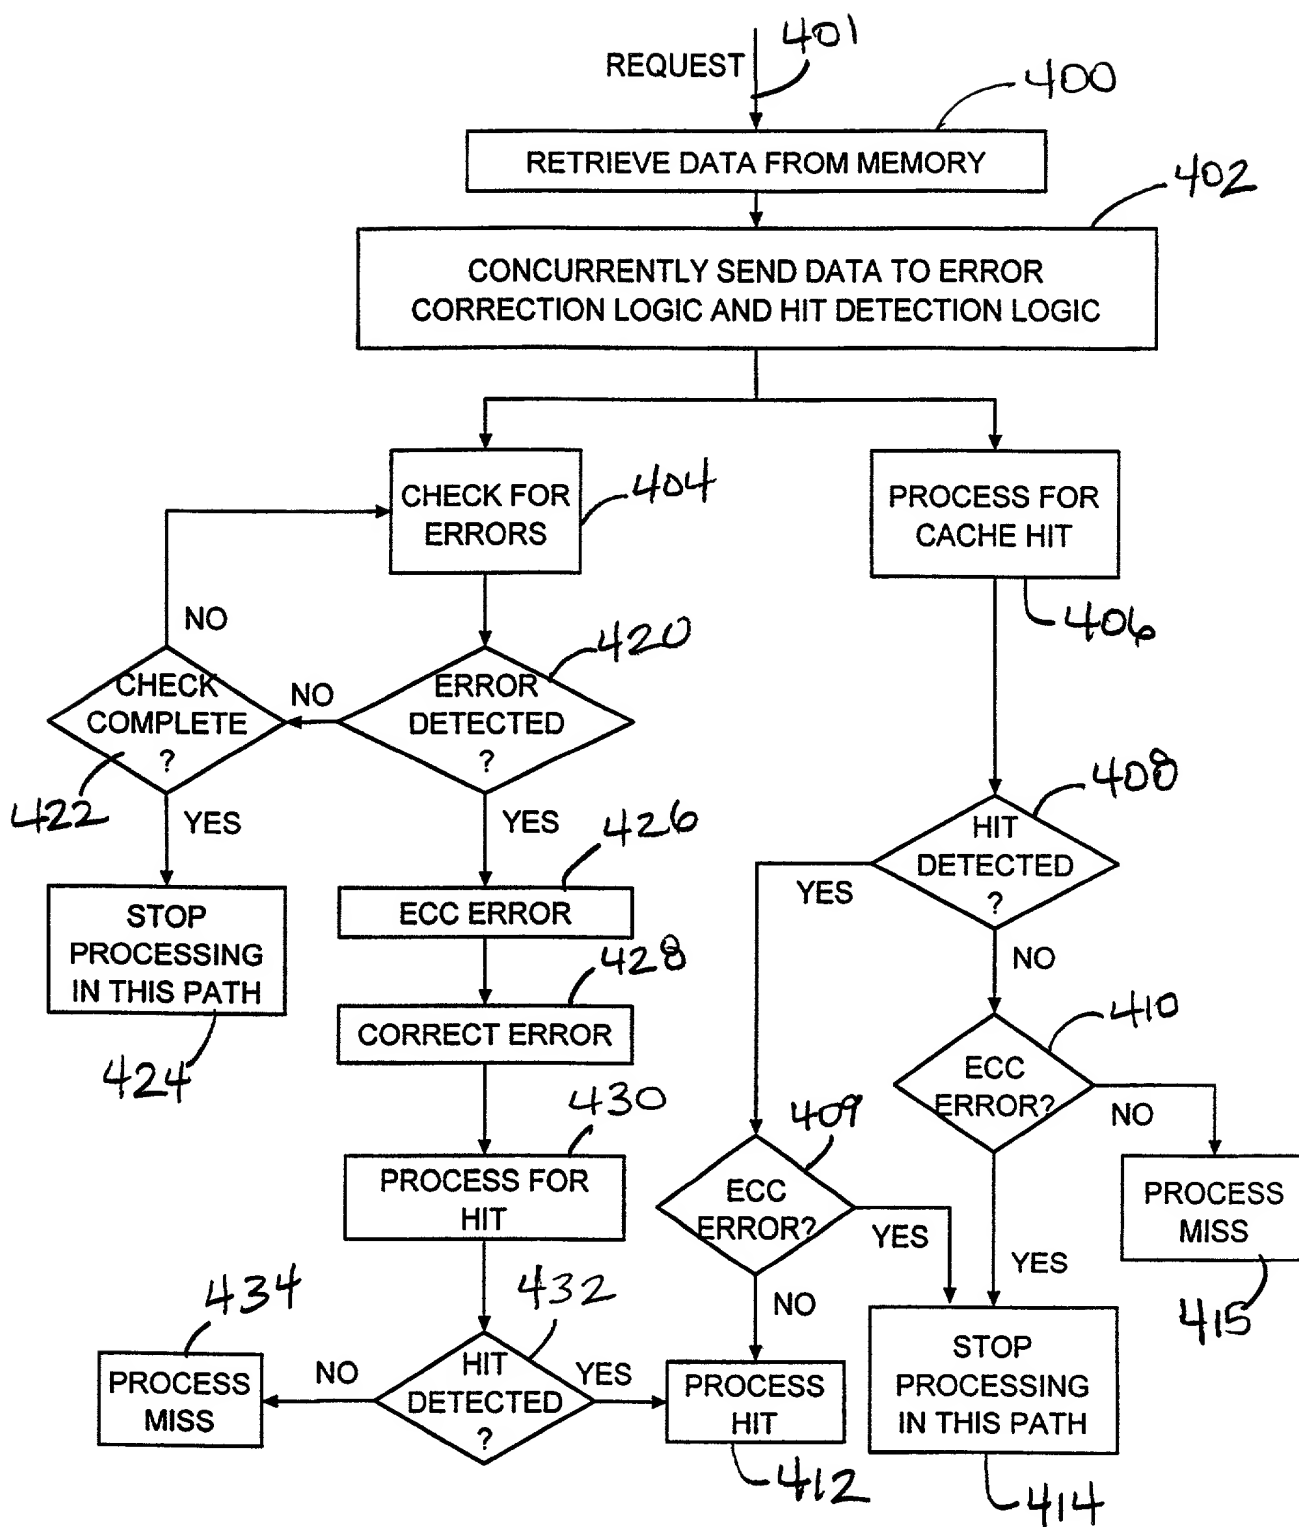 401
REQUEST
400
RETRIEVE DATA FROM MEMORY
402
CONCURRENTLY SEND DATA TO ERROR
CORRECTION LOGIC AND HIT DETECTION LOGIC
CHECK FOR
ERRORS
404
PROCESS FOR
CACHE HIT
406
NO
420
CHECK
COMPLETE
?
422
NO
ERROR
DETECTED
?
408
HIT
DETECTED
?
YES
YES
426
YES
NO
STOP
PROCESSING
IN THIS PATH
424
ECC ERROR
428
CORRECT ERROR
410
ECC
ERROR?
NO
430
PROCESS FOR
HIT
409
ECC
ERROR?
YES
YES
NO
PROCESS
MISS
415
434
432
PROCESS
MISS
NO
HIT
DETECTED
?
YES
PROCESS
HIT
412
STOP
PROCESSING
IN THIS PATH
414